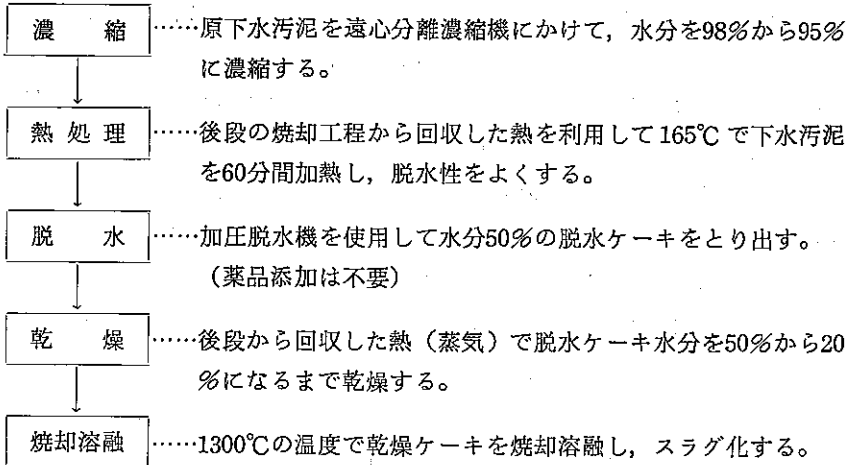 濃縮……原下水汚泥を遠心分離濃縮機にかけて，水分を98％から95％
に濃縮する。
熱処理……後段の焼却工程から回収した熱を利用して165℃で下水汚泥
を60分間加熱し，脱水性をよくする。
脱水……加圧脱水機を使用して水分50％の脱水ケーキをとり出す。
（薬品添加は不要）
乾燥……後段から回収した熱（蒸気）で脱水ケーキ水分を50％から20
％になるまで乾燥する。
焼却溶融……1300℃の温度で乾燥ケーキを焼却溶融し，スラグ化する。